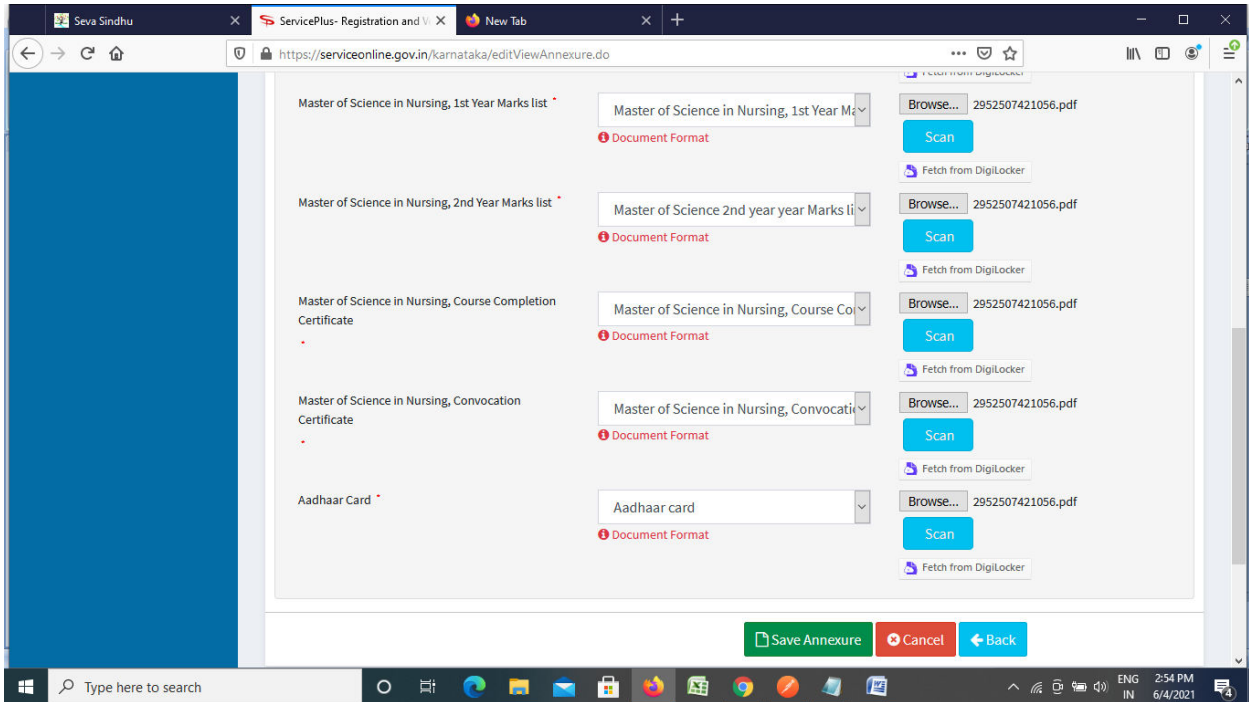 Seva Sindhu
ServicePlus- Registration and V
New Tab
https://serviceonline.gov.in/karnataka/editViewAnnexure.do
Fetch from DigiLocker
Master of Science in Nursing, 1st Year Marks list *
Master of Science in Nursing, 1st Year Ma
Browse... 2952507421056.pdf
Document Format
Scan
Fetch from DigiLocker
Master of Science in Nursing, 2nd Year Marks list *
Master of Science 2nd year year Marks li
Browse... 2952507421056.pdf
Document Format
Scan
Fetch from DigiLocker
Master of Science in Nursing, Course Completion
Certificate
*
Master of Science in Nursing, Course Co
Browse... 2952507421056.pdf
Document Format
Scan
Fetch from DigiLocker
Master of Science in Nursing, Convocation
Certificate
*
Master of Science in Nursing, Convocati
Browse... 2952507421056.pdf
Document Format
Scan
Fetch from DigiLocker
Aadhaar Card *
Aadhaar card
Browse... 2952507421056.pdf
Document Format
Scan
Fetch from DigiLocker
Save Annexure
Cancel
Back
Type here to search
ENG
IN
2:54 PM
6/4/2021
4